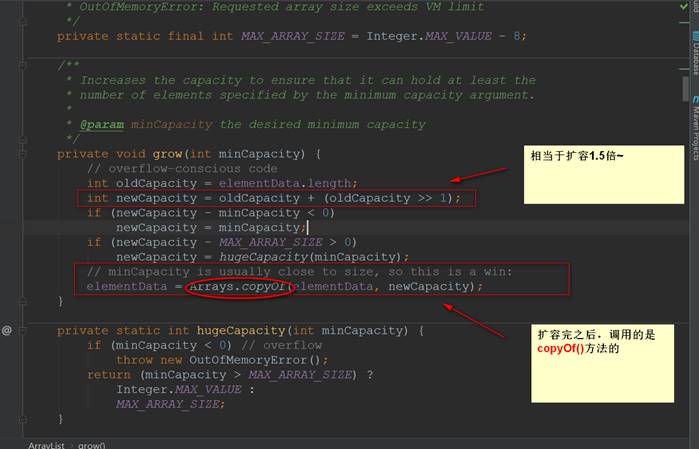 * OutOfMemoryError: Requested array size exceeds VM limit
*/
private static final int MAX_ARRAY_SIZE = Integer.MAX_VALUE - 8;
/**
* Increases the capacity to ensure that it can hold at least the
* number of elements specified by the minimum capacity argument.
*
* @param minCapacity the desired minimum capacity
*/
private void grow(int minCapacity) {
// overflow-conscious code
int oldCapacity = elementData.length;
int newCapacity = oldCapacity + (oldCapacity >> 1);
if (newCapacity - minCapacity < 0)
newCapacity = minCapacity;
if (newCapacity - MAX_ARRAY_SIZE > 0)
newCapacity = hugeCapacity(minCapacity);
// minCapacity is usually close to size, so this is a win:
elementData = Arrays.copyOf(elementData, newCapacity);
}
@ private static int hugeCapacity(int minCapacity) {
if (minCapacity < 0) // overflow
throw new OutOfMemoryError();
return (minCapacity > MAX_ARRAY_SIZE) ?
Integer.MAX_VALUE :
MAX_ARRAY_SIZE;
}
相当于扩容1.5倍~
扩容完之后，调用的是
copyOf()方法的
Database
Maven Projects
ArrayList › grow()